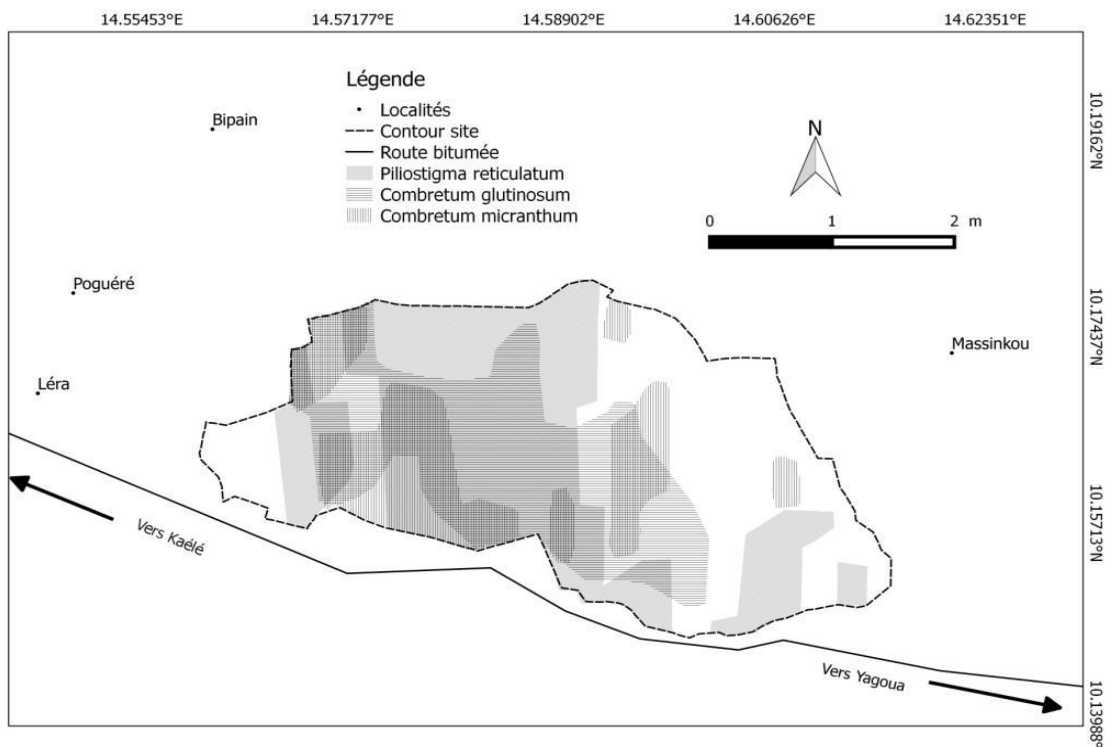 14.55453°E 14.57177°E 14.58902°E 14.60626°E 14.62351°E
Légende
Localités
Contour site
Route bitumée
Piliostigma reticulatum
Combretum glutinosum
Combretum micranthum
N
0 1 2 m
Bipain
Poguéré
Léra
Massinkou
Vers Kaélé
Vers Yagoua
10.19162°N
10.17437°N
10.15713°N
10.13988°N